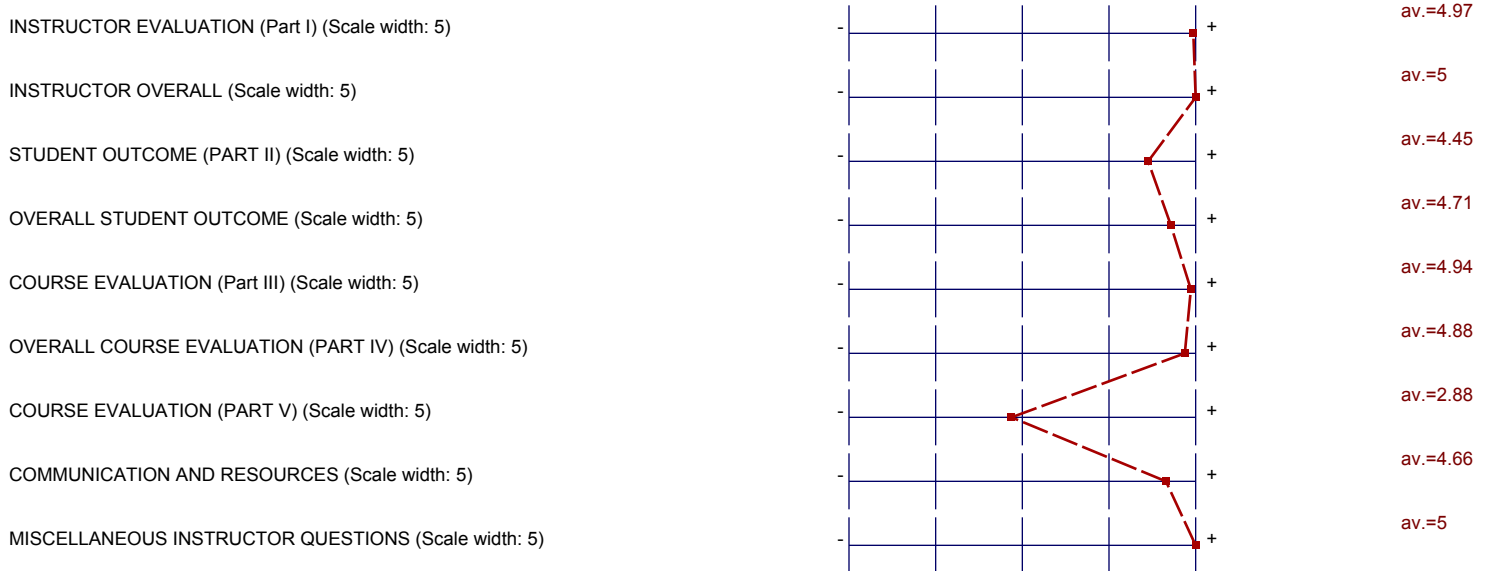 INSTRUCTOR EVALUATION (Part I) (Scale width: 5) - + av.=4.97
INSTRUCTOR OVERALL (Scale width: 5) - + av.=5
STUDENT OUTCOME (PART II) (Scale width: 5) - + av.=4.45
OVERALL STUDENT OUTCOME (Scale width: 5) - + av.=4.71
COURSE EVALUATION (Part III) (Scale width: 5) - + av.=4.94
OVERALL COURSE EVALUATION (PART IV) (Scale width: 5) - + av.=4.88
COURSE EVALUATION (PART V) (Scale width: 5) - + av.=2.88
COMMUNICATION AND RESOURCES (Scale width: 5) - + av.=4.66
MISCELLANEOUS INSTRUCTOR QUESTIONS (Scale width: 5) - + av.=5